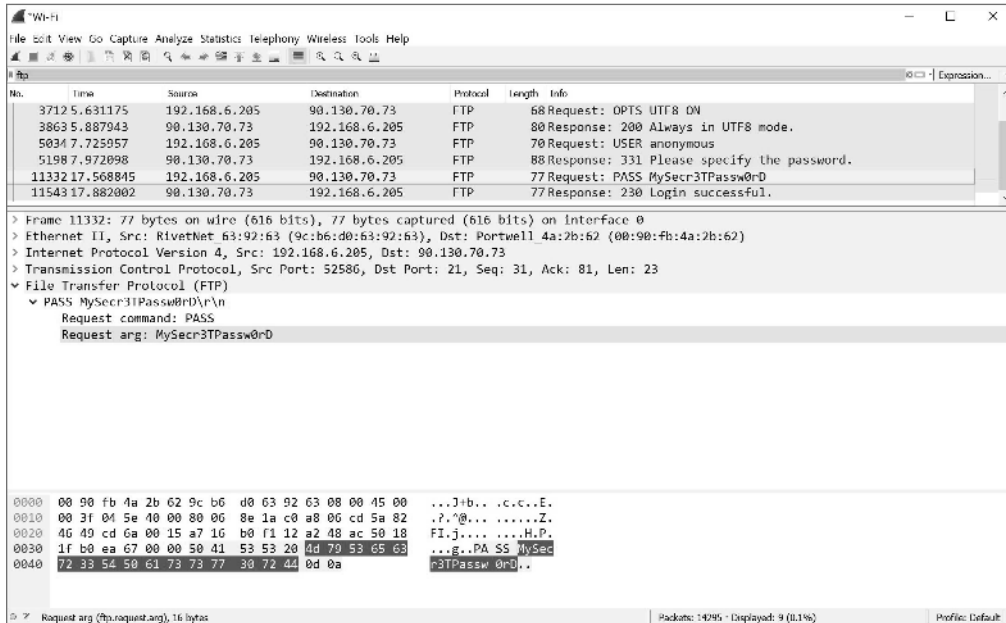 *Wi-Fi
File Edit View Go Capture Analyze Statistics Telephony Wireless Tools Help
ftp
Expression...
No. Time Source Destination Protocol Length Info
3712 5.631175 192.168.6.205 90.130.70.73 FTP 68 Request: OPTS UTF8 ON
3863 5.887943 90.130.70.73 192.168.6.205 FTP 80 Response: 200 Always in UTF8 mode.
5034 7.725957 192.168.6.205 90.130.70.73 FTP 70 Request: USER anonymous
5198 7.972098 90.130.70.73 192.168.6.205 FTP 88 Response: 331 Please specify the password.
11332 17.568845 192.168.6.205 90.130.70.73 FTP 77 Request: PASS MySecr3TPassw0rD
11543 17.882002 90.130.70.73 192.168.6.205 FTP 77 Response: 230 Login successful.
Frame 11332: 77 bytes on wire (616 bits), 77 bytes captured (616 bits) on interface 0
Ethernet II, Src: RivetNet_63:92:63 (9c:b6:d0:63:92:63), Dst: Portwell_4a:2b:62 (00:90:fb:4a:2b:62)
Internet Protocol Version 4, Src: 192.168.6.205, Dst: 90.130.70.73
Transmission Control Protocol, Src Port: 52586, Dst Port: 21, Seq: 31, Ack: 81, Len: 23
File Transfer Protocol (FTP)
PASS MySecr3TPassw0rD\r\n
Request command: PASS
Request arg: MySecr3TPassw0rD
0000 00 90 fb 4a 2b 62 9c b6 d0 63 92 63 08 00 45 00 ...J+b.. .c.c..E.
0010 00 3f 04 5e 40 00 80 06 8e 1a c0 a8 06 cd 5a 82 .?.^@... ......Z.
0020 46 49 cd 6a 00 15 a7 16 b0 f1 12 a2 48 ac 50 18 FI.j.... ....H.P.
0030 1f b0 ea 67 00 00 50 41 53 53 20 4d 79 53 65 63 ...g..PA SS MySec
0040 72 33 54 50 61 73 73 77 30 72 44 0d 0a r3TPassw 0rD..
Request arg (ftp.request.arg), 16 bytes
Packets: 14295 · Displayed: 9 (0.1%)
Profile: Default